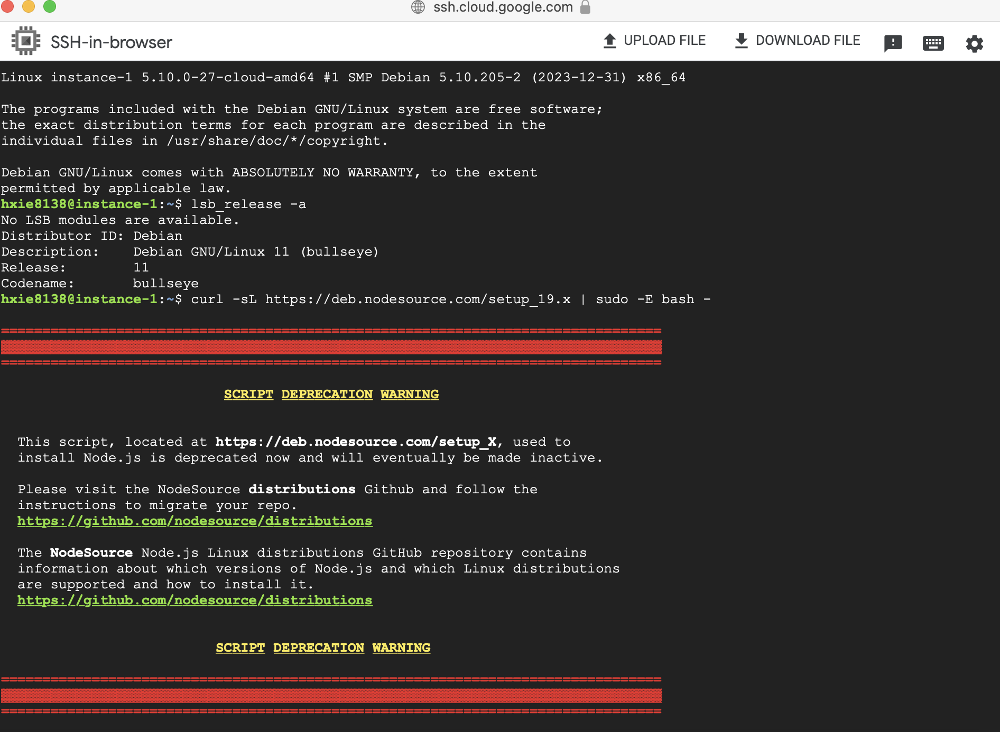 ssh.cloud.google.com
SSH-in-browser
UPLOAD FILE
DOWNLOAD FILE
Linux instance-1 5.10.0-27-cloud-amd64 #1 SMP Debian 5.10.205-2 (2023-12-31) x86_64
The programs included with the Debian GNU/Linux system are free software;
the exact distribution terms for each program are described in the
individual files in /usr/share/doc/*/copyright.
Debian GNU/Linux comes with ABSOLUTELY NO WARRANTY, to the extent
permitted by applicable law.
hxie8138@instance-1:~$ lsb_release -a
No LSB modules are available.
Distributor ID: Debian
Description:    Debian GNU/Linux 11 (bullseye)
Release:        11
Codename:       bullseye
hxie8138@instance-1:~$ curl -sL https://deb.nodesource.com/setup_19.x | sudo -E bash -
================================================================================
▓▓▓▓▓▓▓▓▓▓▓▓▓▓▓▓▓▓▓▓▓▓▓▓▓▓▓▓▓▓▓▓▓▓▓▓▓▓▓▓▓▓▓▓▓▓▓▓▓▓▓▓▓▓▓▓▓▓▓▓▓▓▓▓▓▓▓▓▓▓▓▓▓▓▓▓▓▓▓▓
================================================================================
SCRIPT DEPRECATION WARNING
This script, located at https://deb.nodesource.com/setup_X, used to
install Node.js is deprecated now and will eventually be made inactive.
Please visit the NodeSource distributions Github and follow the
instructions to migrate your repo.
https://github.com/nodesource/distributions
The NodeSource Node.js Linux distributions GitHub repository contains
information about which versions of Node.js and which Linux distributions
are supported and how to install it.
https://github.com/nodesource/distributions
SCRIPT DEPRECATION WARNING
================================================================================
▓▓▓▓▓▓▓▓▓▓▓▓▓▓▓▓▓▓▓▓▓▓▓▓▓▓▓▓▓▓▓▓▓▓▓▓▓▓▓▓▓▓▓▓▓▓▓▓▓▓▓▓▓▓▓▓▓▓▓▓▓▓▓▓▓▓▓▓▓▓▓▓▓▓▓▓▓▓▓▓
================================================================================